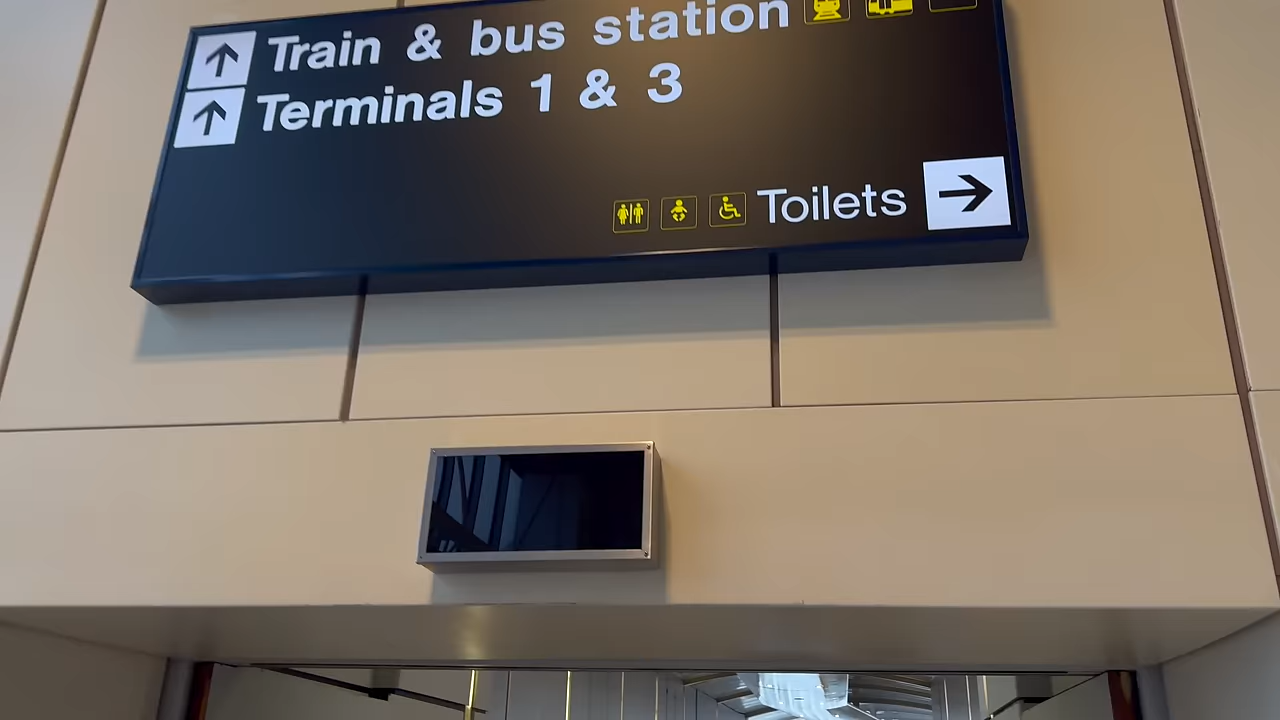 Train & bus station
Terminals 1 & 3
Toilets